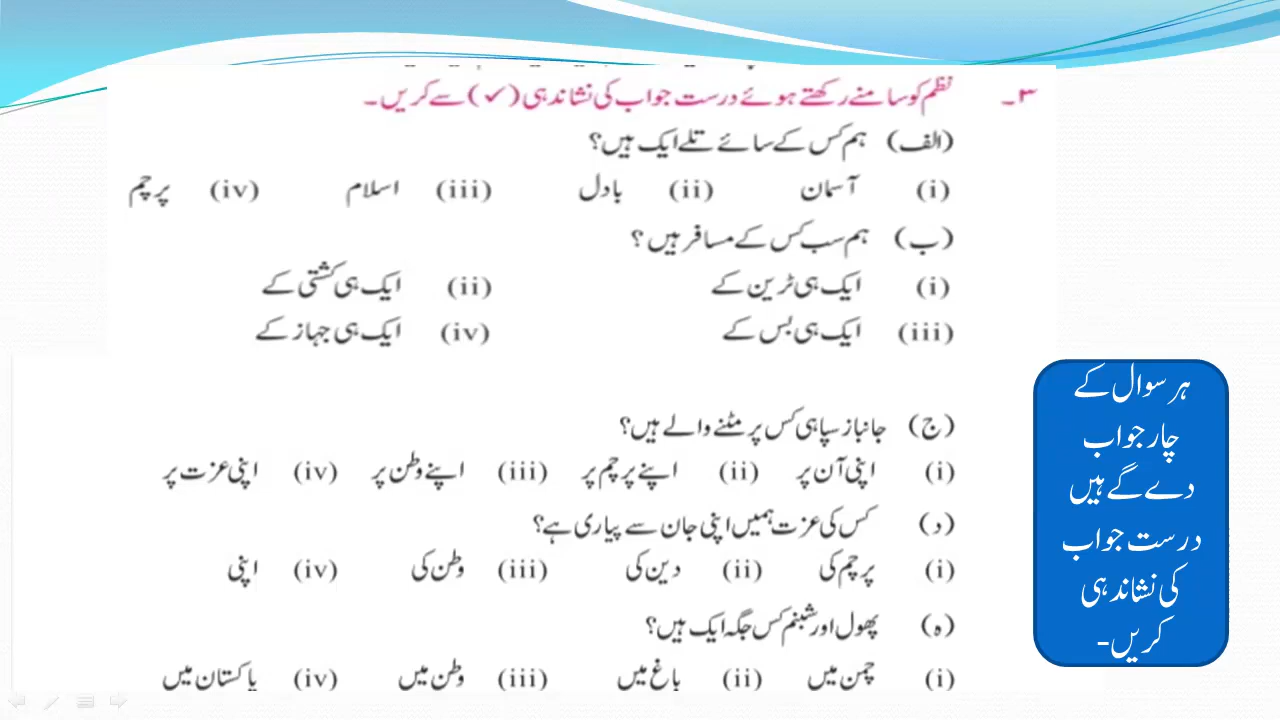 ۳۔ نظم کو سامنے رکھتے ہوئے درست جواب کی نشاندہی (✓) سے کریں۔
(الف) ہم کس کے سائے تلے ایک ہیں؟
(i) آسمان (ii) بادل (iii) اسلام (iv) پرچم
(ب) ہم سب کس کے مسافر ہیں ؟
(i) ایک ہی ٹرین کے (ii) ایک ہی کشتی کے
(iii) ایک ہی بس کے (iv) ایک ہی جہاز کے
(ج) جانباز سپاہی کس پر مٹنے والے ہیں؟
(i) اپنی آن پر (ii) اپنے پرچم پر (iii) اپنے وطن پر (iv) اپنی عزت پر
(د) کس کی عزت ہمیں اپنی جان سے پیاری ہے؟
(i) پرچم کی (ii) دین کی (iii) وطن کی (iv) اپنی
(ہ) پھول اور شبنم کس جگہ ایک ہیں؟
(i) چمن میں (ii) باغ میں (iii) وطن میں (iv) پاکستان میں
ہر سوال کے
چار جواب
دے گے ہیں
درست جواب
کی نشاندہی
کریں-